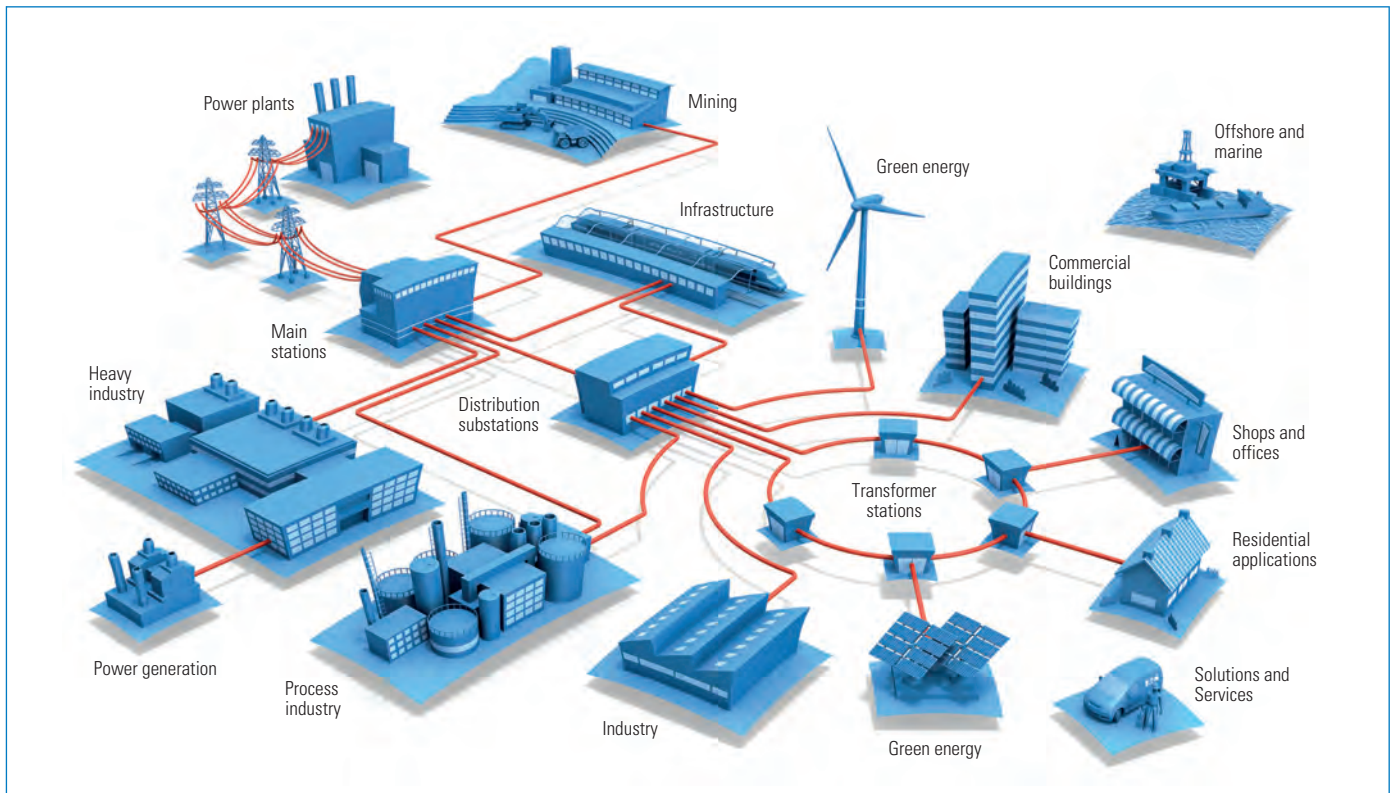 Power plants
Mining
Offshore and
marine
Green energy
Infrastructure
Commercial
buildings
Main
stations
Heavy
industry
Distribution
substations
Shops and
offices
Transformer
stations
Residential
applications
Power generation
Process
industry
Solutions and
Services
Industry
Green energy